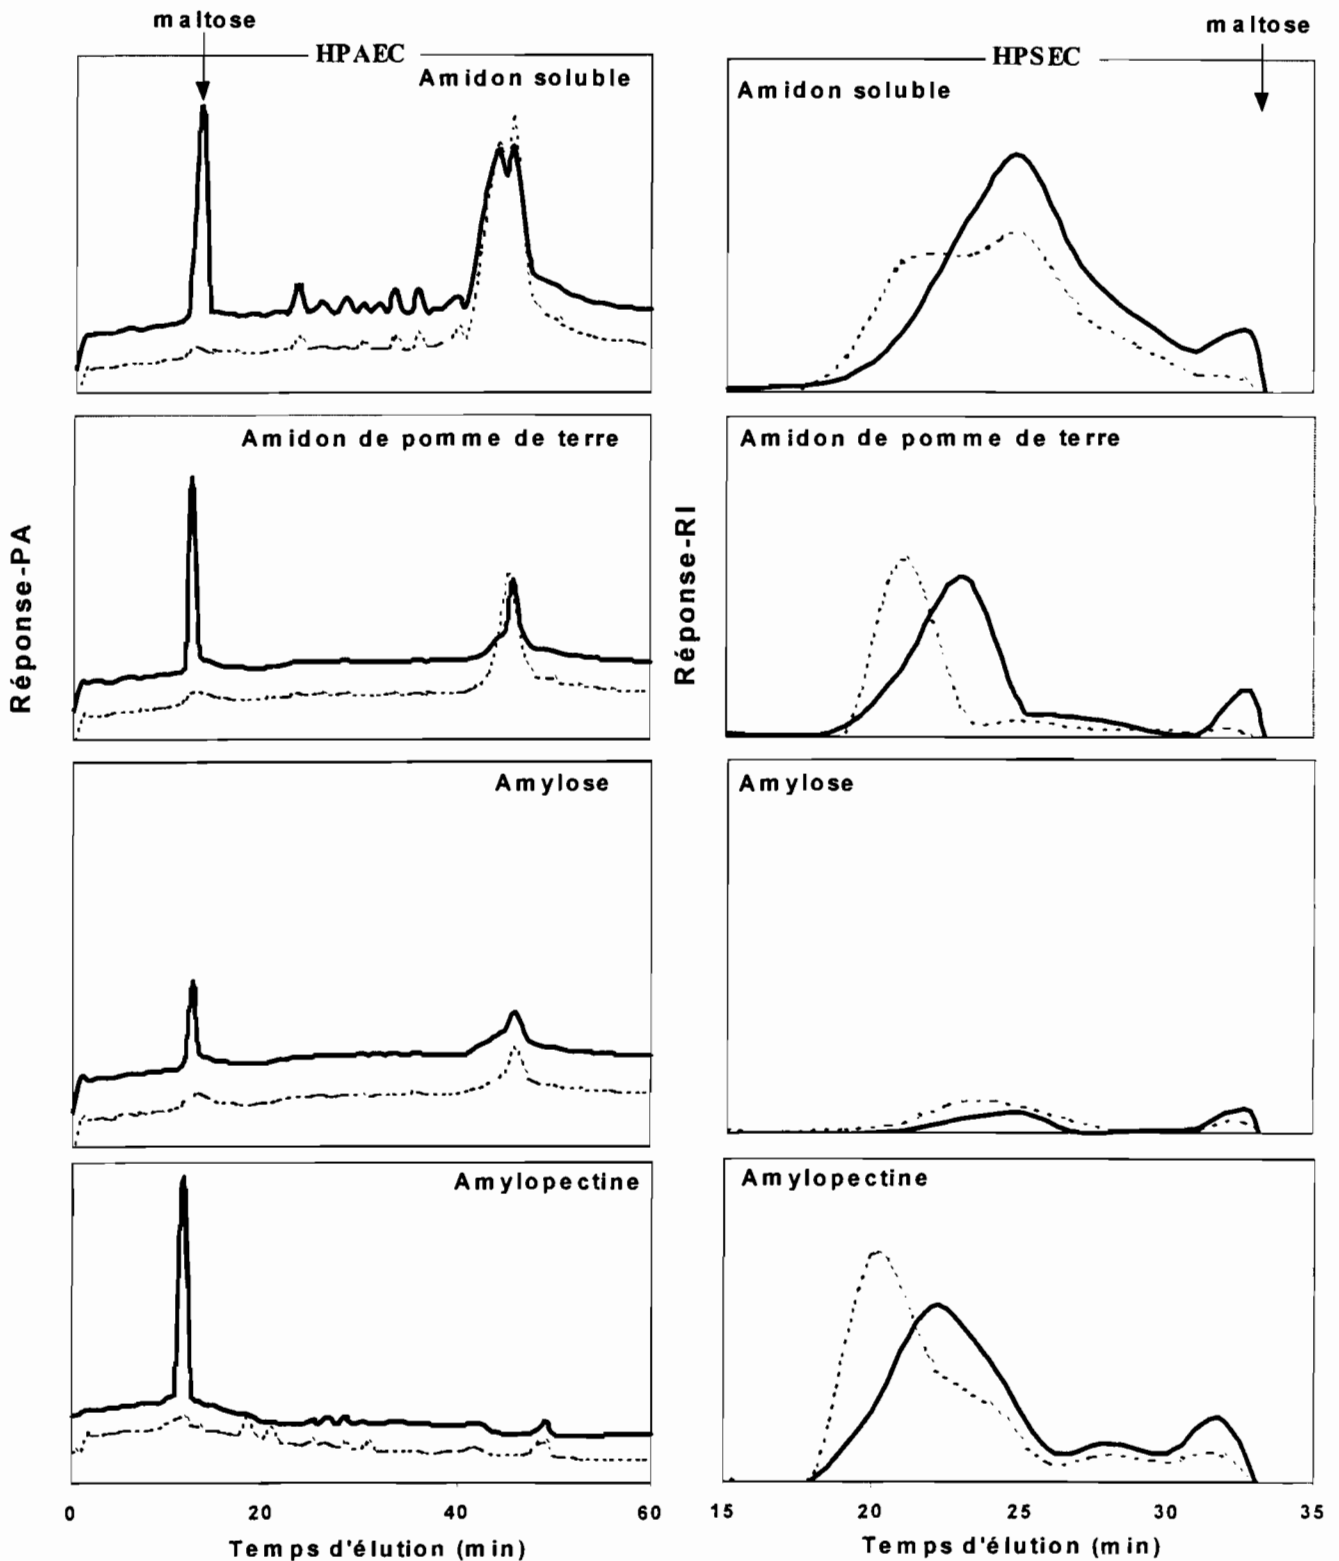 maltose
HPAEC
Amidon soluble
maltose
HPSEC
Amidon soluble
Amidon de pomme de terre
Amidon de pomme de terre
Réponse-PA
Réponse-RI
Amylose
Amylose
Amylopectine
Amylopectine
0 20 40 60
Temps d'élution (min)
15 20 25 30 35
Temps d'élution (min)